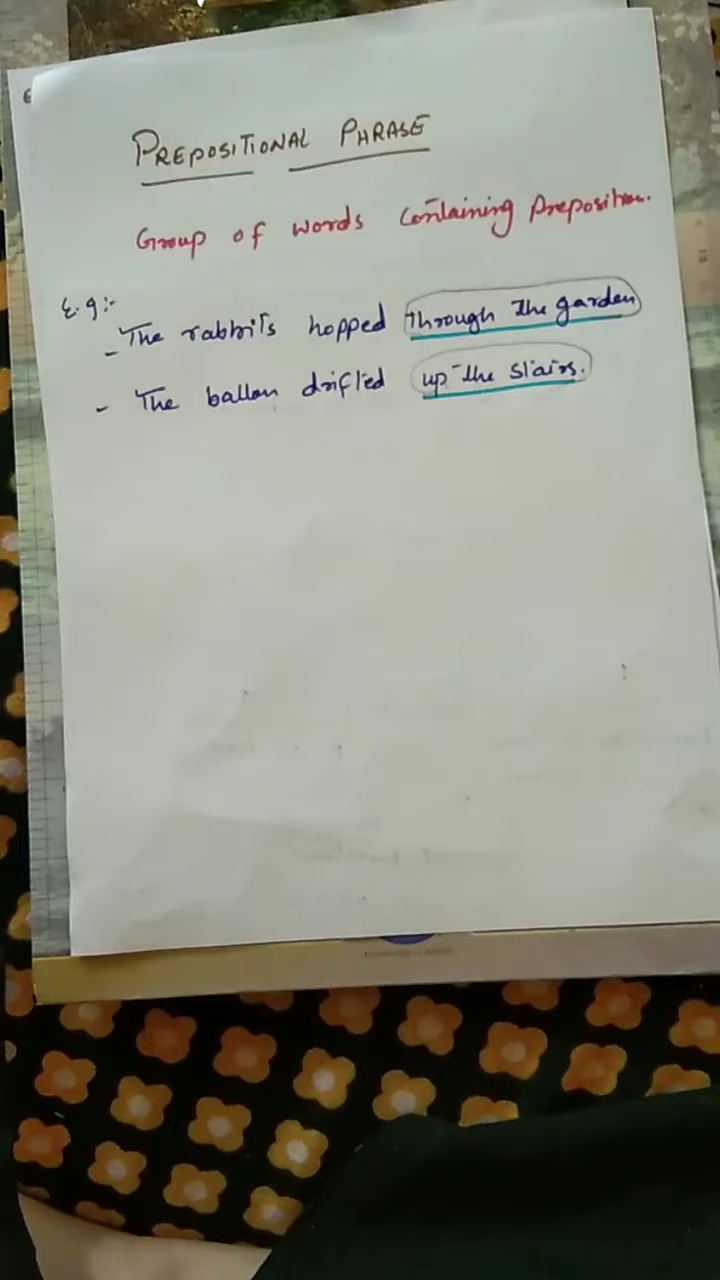 PREPOSITIONAL PHRASE
Group of words containing Preposition.
E.g:-
- The rabbits hopped through the garden
- The ballon drifted up the stairs.